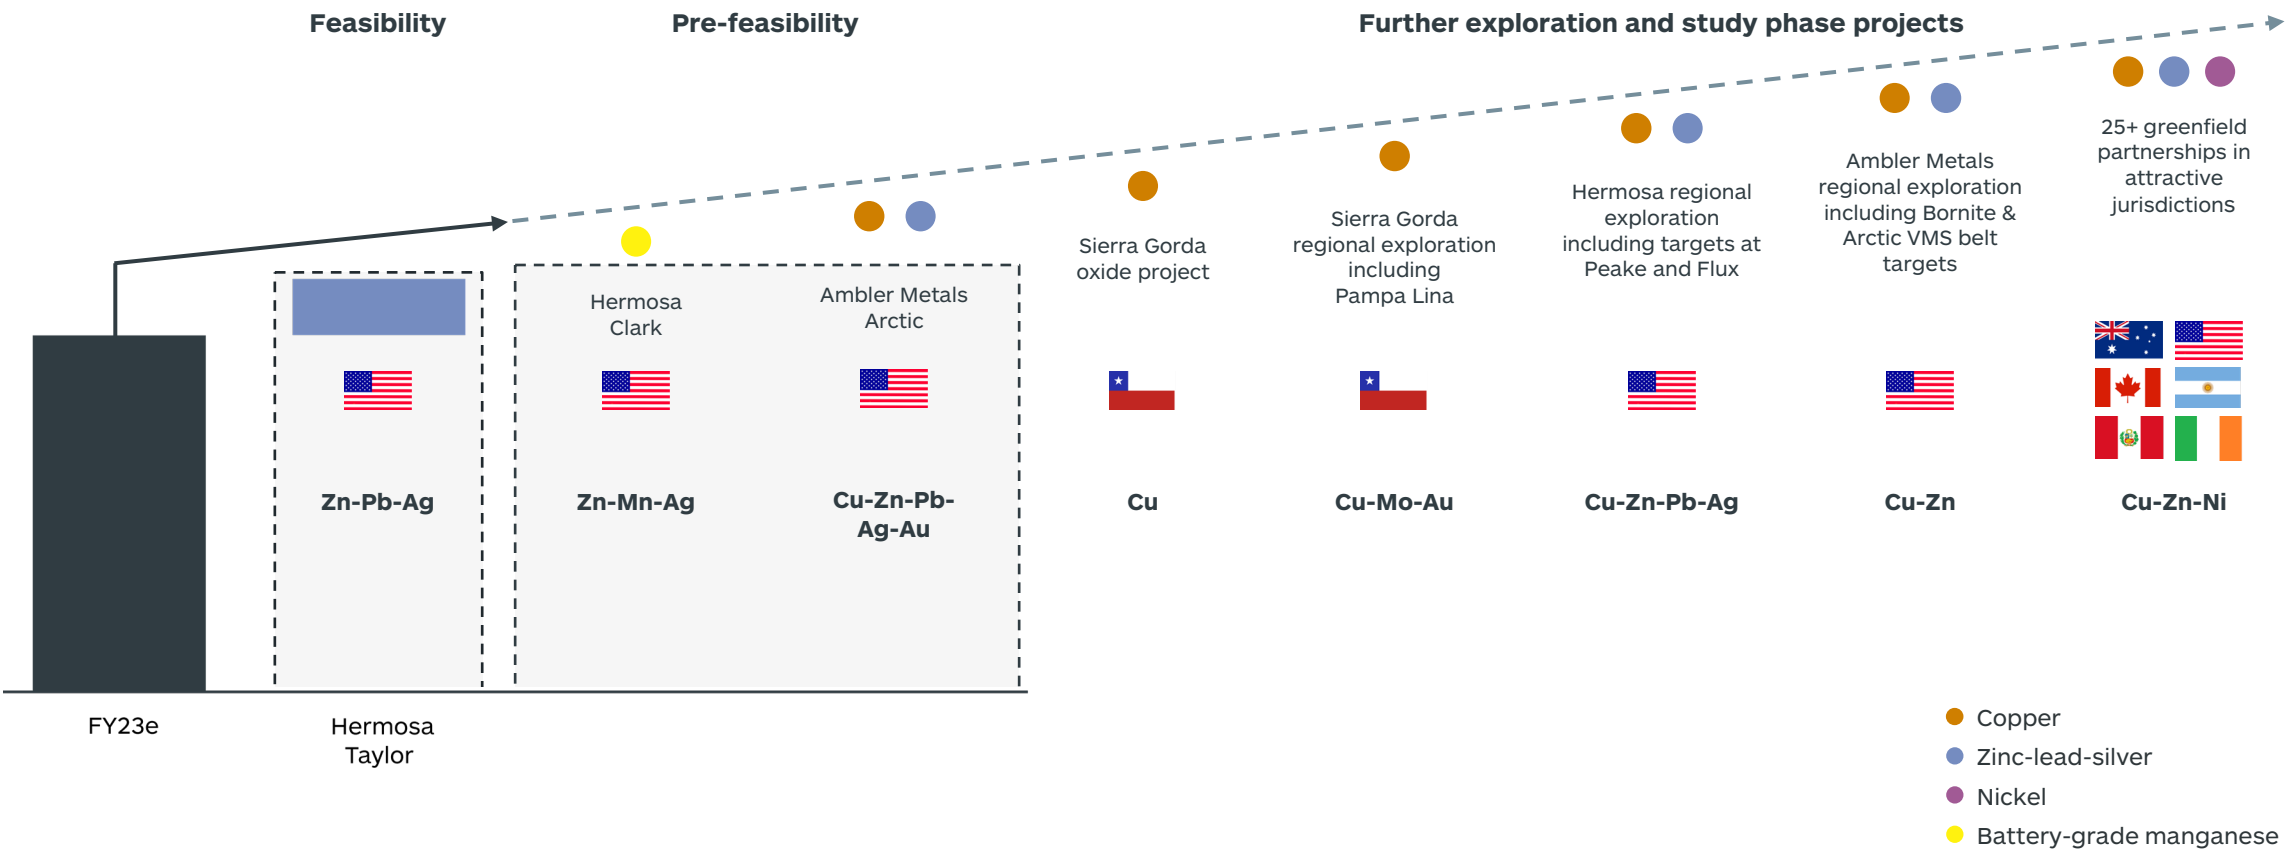 Feasibility
Pre-feasibility
Further exploration and study phase projects
Hermosa
Clark
Ambler Metals
Arctic
Sierra Gorda
oxide project
Sierra Gorda
regional exploration
including
Pampa Lina
Hermosa regional
exploration
including targets at
Peake and Flux
Ambler Metals
regional exploration
including Bornite &
Arctic VMS belt
targets
25+ greenfield
partnerships in
attractive
jurisdictions
Zn-Pb-Ag
Zn-Mn-Ag
Cu-Zn-Pb-
Ag-Au
Cu
Cu-Mo-Au
Cu-Zn-Pb-Ag
Cu-Zn
Cu-Zn-Ni
FY23e
Hermosa
Taylor
Copper
Zinc-lead-silver
Nickel
Battery-grade manganese